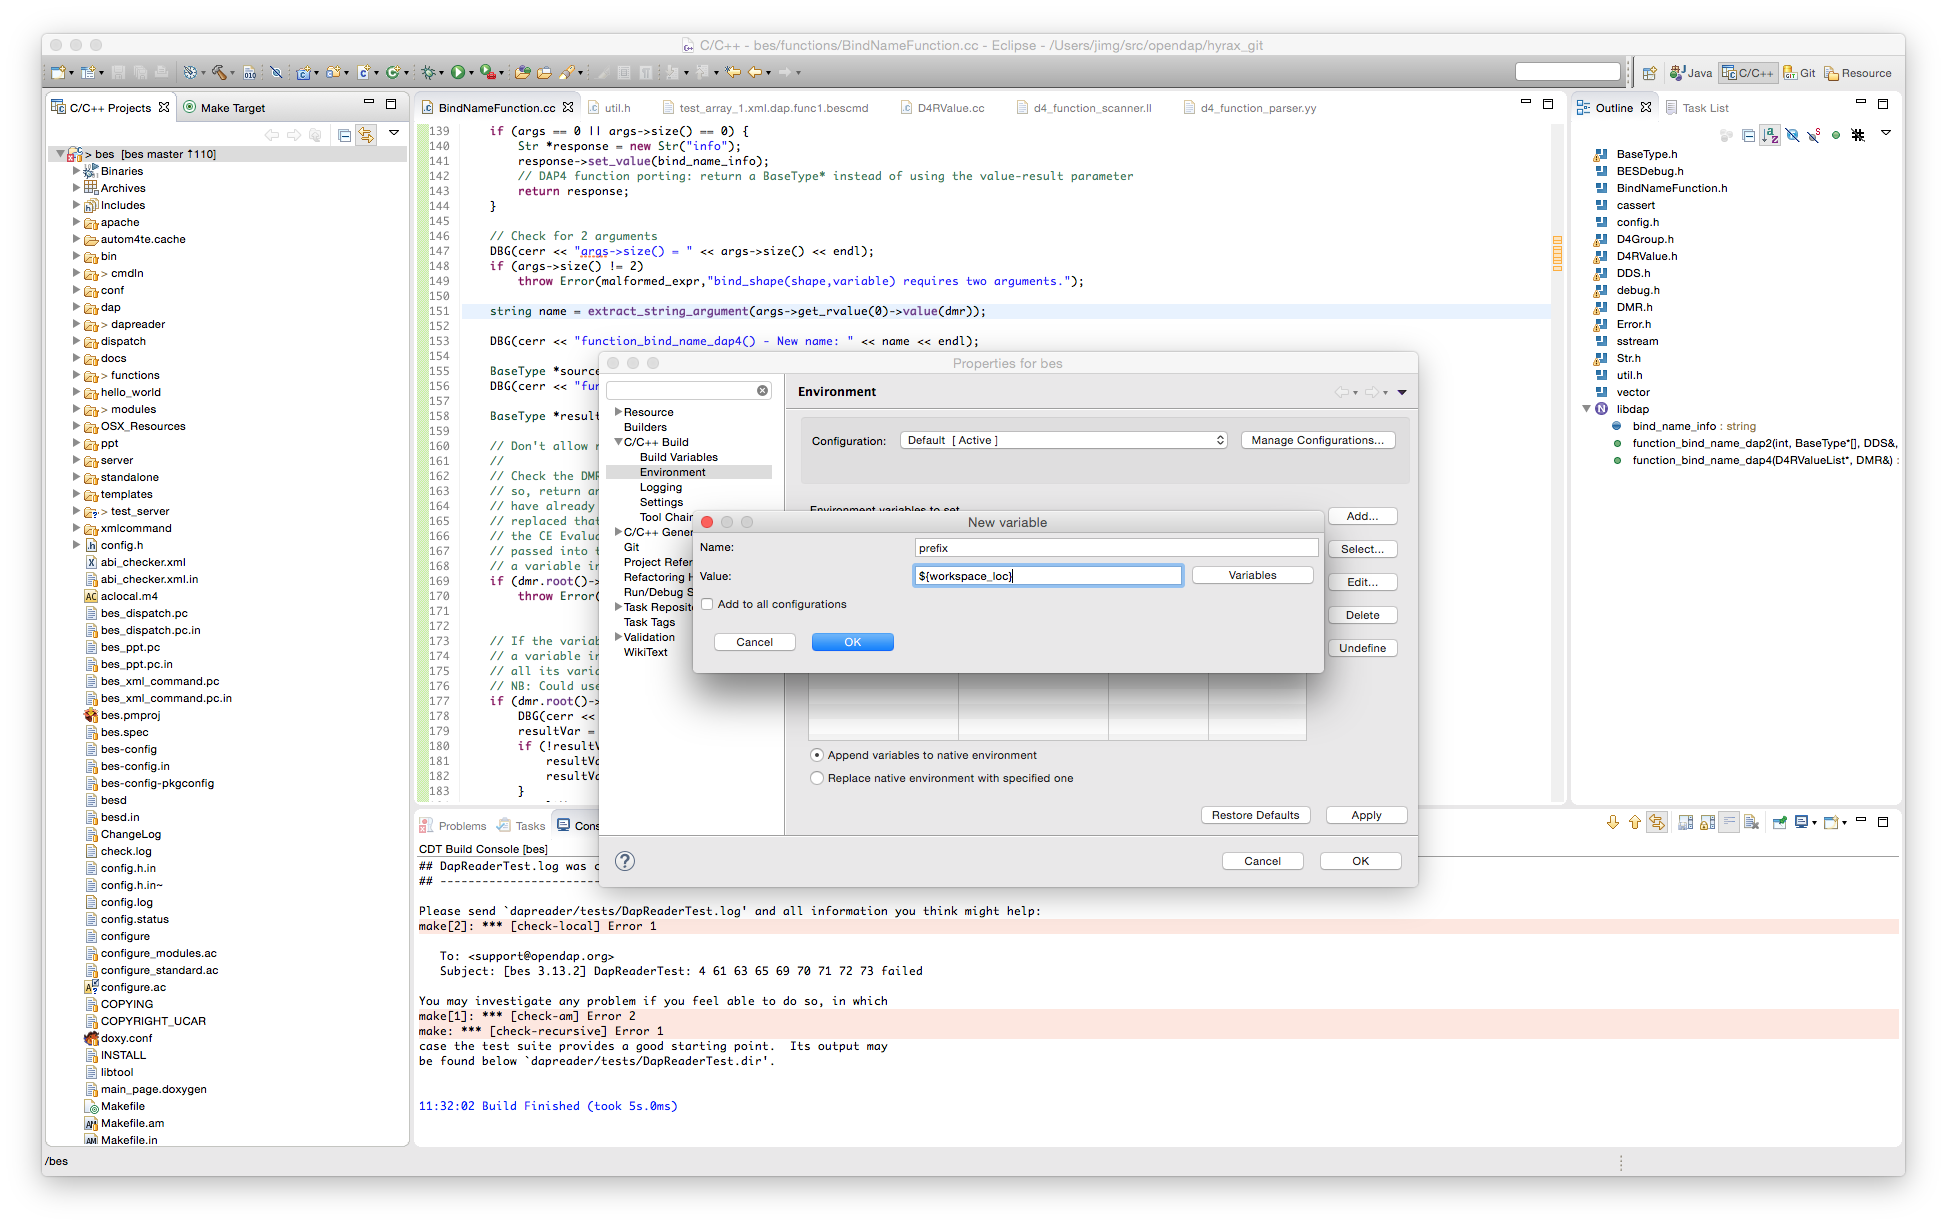 C/C++ - bes/functions/BindNameFunction.cc - Eclipse - /Users/jimg/src/opendap/hyrax_git
Java
C/C++
Git
Resource
C/C++ Projects
Make Target
> bes [bes master ↑110]
Binaries
Archives
Includes
apache
autom4te.cache
bin
> cmdln
conf
dap
> dapreader
dispatch
docs
> functions
hello_world
> modules
OSX_Resources
ppt
server
standalone
templates
> test_server
xmlcommand
config.h
abi_checker.xml
abi_checker.xml.in
aclocal.m4
bes_dispatch.pc
bes_dispatch.pc.in
bes_ppt.pc
bes_ppt.pc.in
bes_xml_command.pc
bes_xml_command.pc.in
bes.pmproj
bes.spec
bes-config
bes-config.in
bes-config-pkgconfig
besd
besd.in
ChangeLog
check.log
config.h.in
config.h.in~
config.log
config.status
configure
configure_modules.ac
configure_standard.ac
configure.ac
COPYING
COPYRIGHT_UCAR
doxy.conf
INSTALL
libtool
main_page.doxygen
Makefile
Makefile.am
Makefile.in
/bes
BindNameFunction.cc
util.h
test_array_1.xml.dap.func1.bescmd
D4RValue.cc
d4_function_scanner.ll
d4_function_parser.yy
139 if (args == 0 || args->size() == 0) {
140 Str *response = new Str("info");
141 response->set_value(bind_name_info);
142 // DAP4 function porting: return a BaseType* instead of using the value-result parameter
143 return response;
144 }
145
146 // Check for 2 arguments
147 DBG(cerr << "args->size() = " << args->size() << endl);
148 if (args->size() != 2)
149 throw Error(malformed_expr,"bind_shape(shape,variable) requires two arguments.");
150
151 string name = extract_string_argument(args->get_rvalue(0)->value(dmr));
152
153 DBG(cerr << "function_bind_name_dap4() - New name: " << name << endl);
154
155 BaseType *source
156 DBG(cerr << "fun
157
158 BaseType *result
159
160 // Don't allow r
161 //
162 // Check the DMR
163 // so, return an
164 // have already
165 // replaced that
166 // the CE Evalua
167 // passed into t
168 // a variable in
169 if (dmr.root()->
170 throw Error(
171
172
173 // If the variab
174 // a variable in
175 // all its varia
176 // NB: Could use
177 if (dmr.root()->
178 DBG(cerr <<
179 resultVar =
180 if (!resultV
181 resultVa
182 resultVa
183 }
Properties for bes
Resource
Builders
C/C++ Build
Build Variables
Environment
Logging
Settings
Tool Chain
C/C++ Gener
Git
Project Refer
Refactoring H
Run/Debug S
Task Reposito
Task Tags
Validation
WikiText
Environment
Configuration:
Default [ Active ]
Manage Configurations...
Environment variables to set
Add...
Select...
Edit...
Delete
Undefine
Append variables to native environment
Replace native environment with specified one
Restore Defaults
Apply
?
Cancel
OK
New variable
Name:
prefix
Value:
${workspace_loc}
Variables
Add to all configurations
Cancel
OK
Problems
Tasks
Cons
CDT Build Console [bes]
## DapReaderTest.log was c
## -----------------------
Please send `dapreader/tests/DapReaderTest.log' and all information you think might help:
make[2]: *** [check-local] Error 1
To: <support@opendap.org>
Subject: [bes 3.13.2] DapReaderTest: 4 61 63 65 69 70 71 72 73 failed
You may investigate any problem if you feel able to do so, in which
make[1]: *** [check-am] Error 2
make: *** [check-recursive] Error 1
case the test suite provides a good starting point. Its output may
be found below `dapreader/tests/DapReaderTest.dir'.
11:32:02 Build Finished (took 5s.0ms)
Outline
Task List
BaseType.h
BESDebug.h
BindNameFunction.h
cassert
config.h
D4Group.h
D4RValue.h
DDS.h
debug.h
DMR.h
Error.h
sstream
Str.h
util.h
vector
libdap
bind_name_info : string
function_bind_name_dap2(int, BaseType*[], DDS&,
function_bind_name_dap4(D4RValueList*, DMR&) :